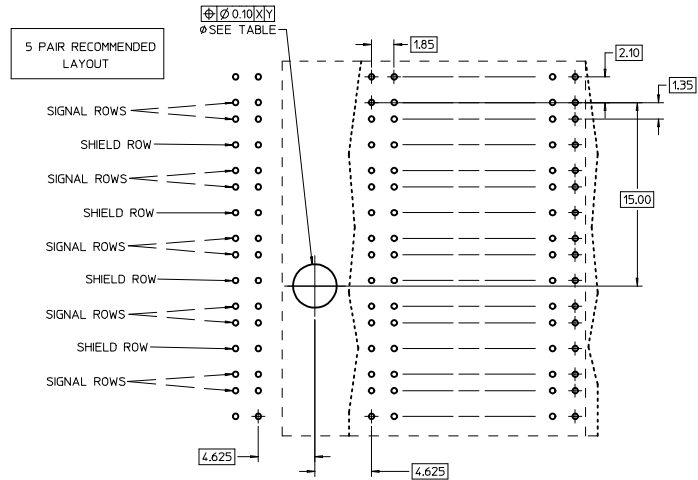 ⌖ Ø 0.10 X Y
Ø SEE TABLE
5 PAIR RECOMMENDED
LAYOUT
1.85
2.10
1.35
SIGNAL ROWS
SHIELD ROW
SIGNAL ROWS
SHIELD ROW
15.00
SIGNAL ROWS
SHIELD ROW
SIGNAL ROWS
SHIELD ROW
SIGNAL ROWS
4.625
4.625